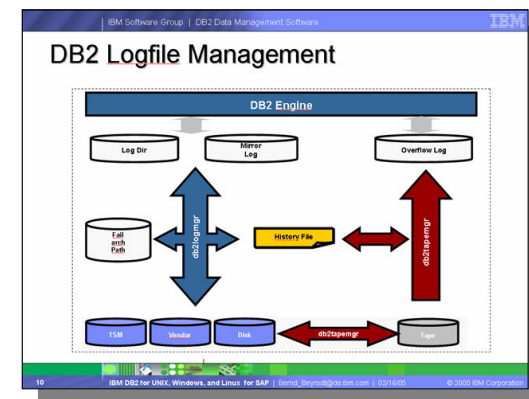 IBM Software Group | DB2 Data Management Software
IBM
DB2 Logfile Management
DB2 Engine
Log Dir
Mirror
Log
Overflow Log
Fail
arch
Path
db2logmgr
History File
db2tapemgr
TSM
Vendor
Disk
db2tapemgr
Tape
10
IBM DB2 for UNIX, Windows, and Linux for SAP | Bernd_Beyrodt@de.ibm.com | 02/16/05
© 2005 IBM Corporation